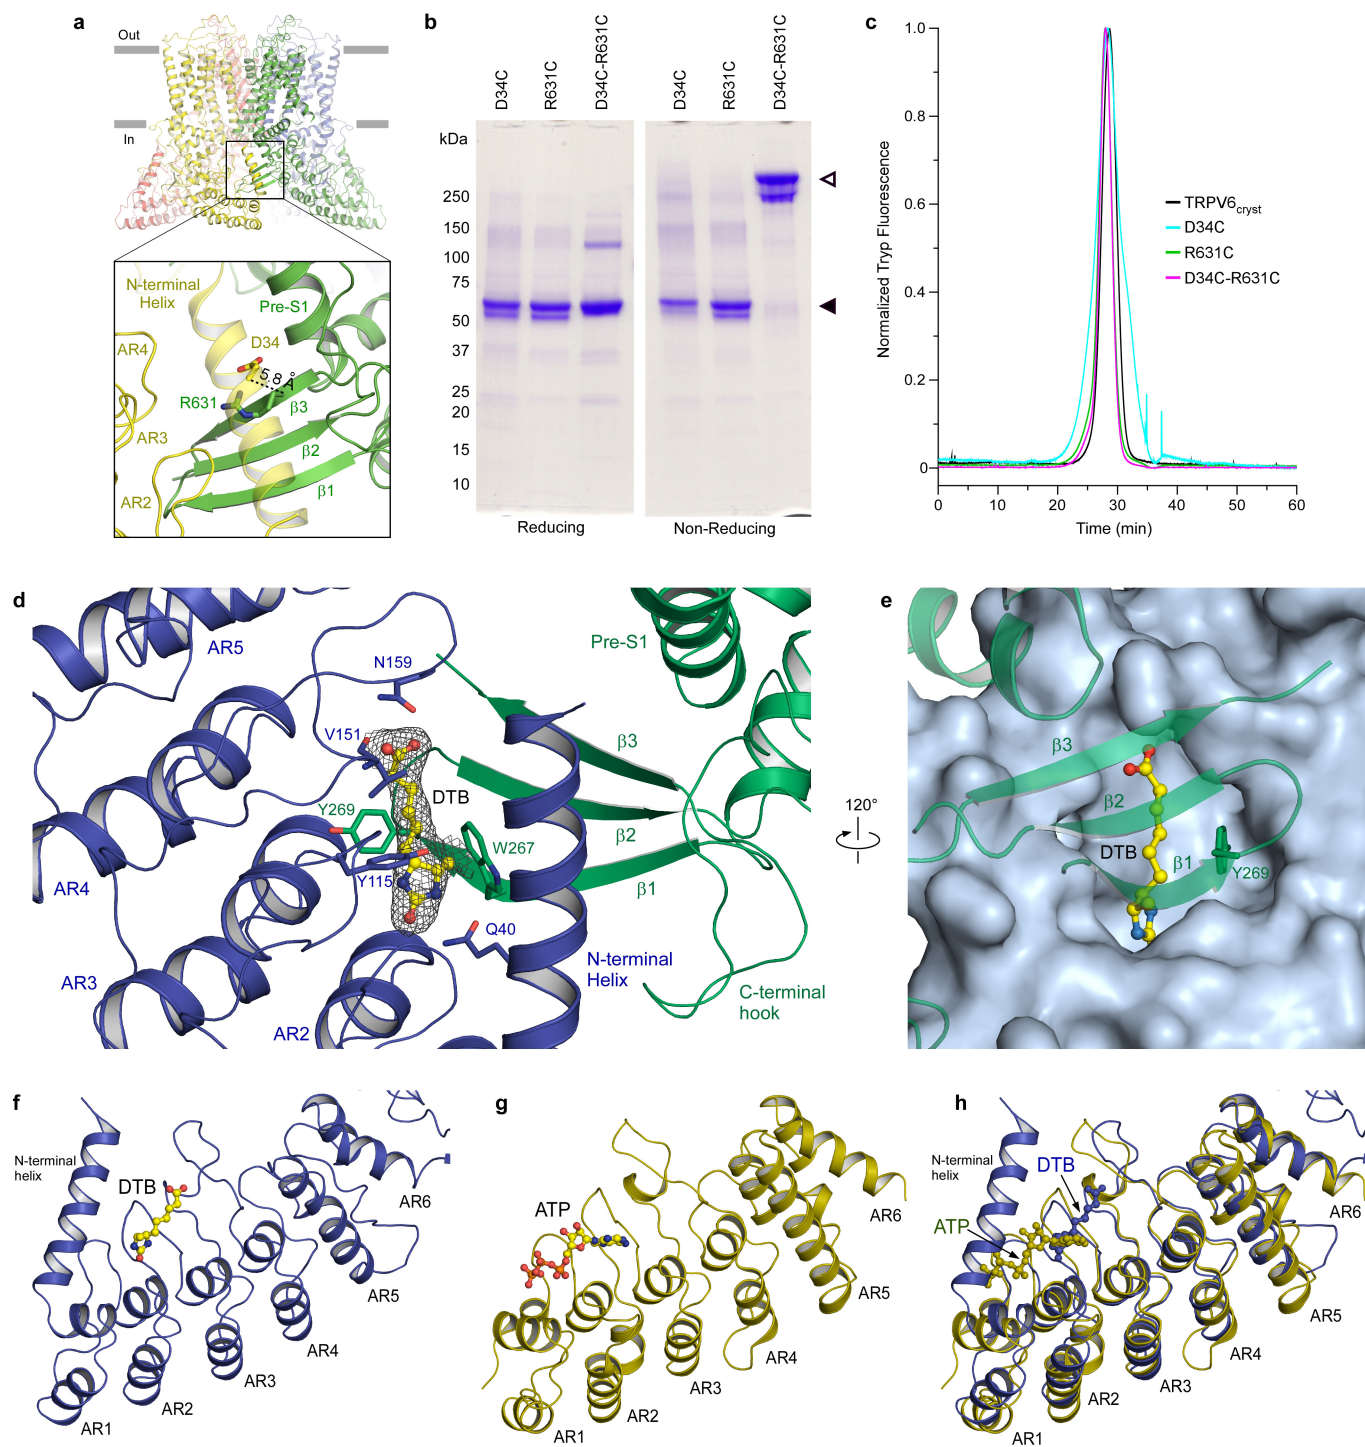 a
Out
In
N-terminal
Helix
Pre-S1
AR4
D34
5.8 Å
R631
β3
AR3
β2
AR2
β1
b
D34C
R631C
D34C-R631C
D34C
R631C
D34C-R631C
kDa
250
150
100
75
50
37
25
20
15
10
Reducing
Non-Reducing
c
Normalized Tryp Fluorescence
1.0
0.8
0.6
0.4
0.2
0
TRPV6cryst
D34C
R631C
D34C-R631C
0
10
20
30
40
50
60
Time (min)
d
AR5
N159
Pre-S1
V151
β3
DTB
Y269
β2
W267
AR4
Y115
β1
Q40
AR3
N-terminal
Helix
C-terminal
hook
AR2
120°
e
β3
β2
DTB
β1
Y269
f
N-terminal
helix
DTB
AR6
AR5
AR4
AR3
AR2
AR1
g
ATP
AR6
AR5
AR4
AR3
AR2
AR1
h
N-terminal
helix
DTB
ATP
AR6
AR5
AR4
AR3
AR2
AR1